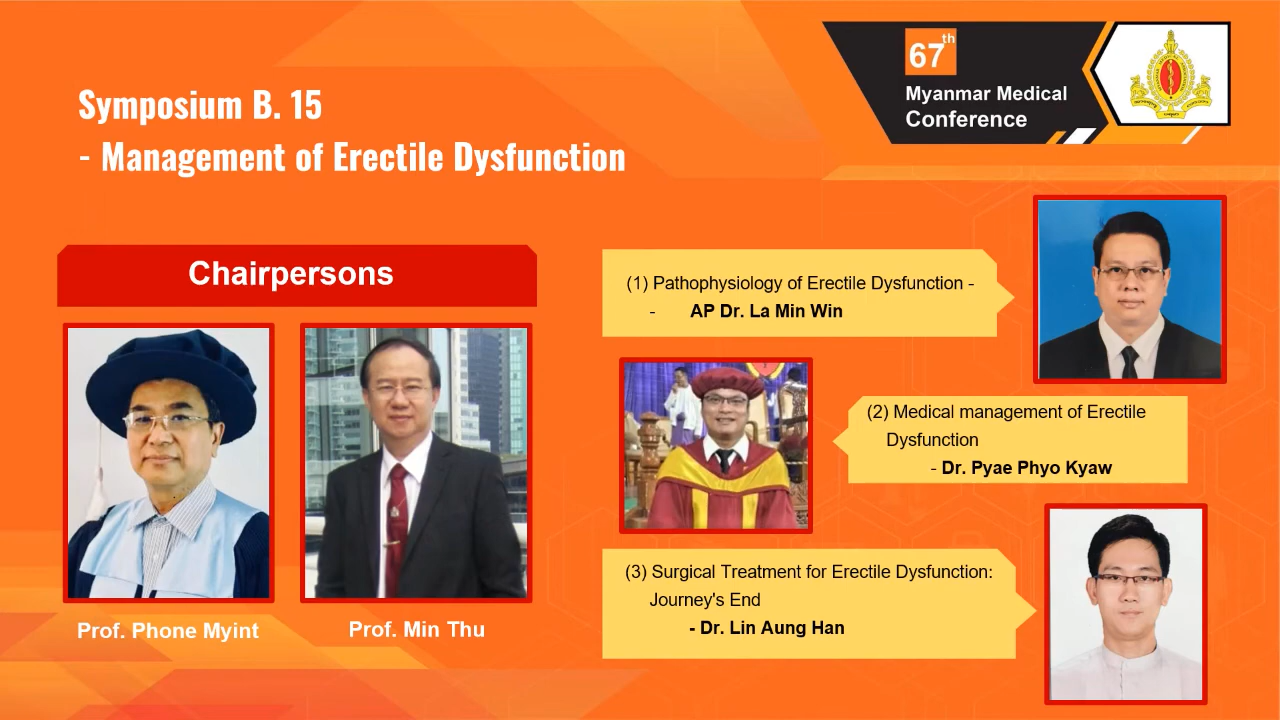 Symposium B. 15
- Management of Erectile Dysfunction
67th
Myanmar Medical
Conference
Chairpersons
Prof. Phone Myint
Prof. Min Thu
(1) Pathophysiology of Erectile Dysfunction -
- AP Dr. La Min Win
(2) Medical management of Erectile
Dysfunction
- Dr. Pyae Phyo Kyaw
(3) Surgical Treatment for Erectile Dysfunction:
Journey's End
- Dr. Lin Aung Han